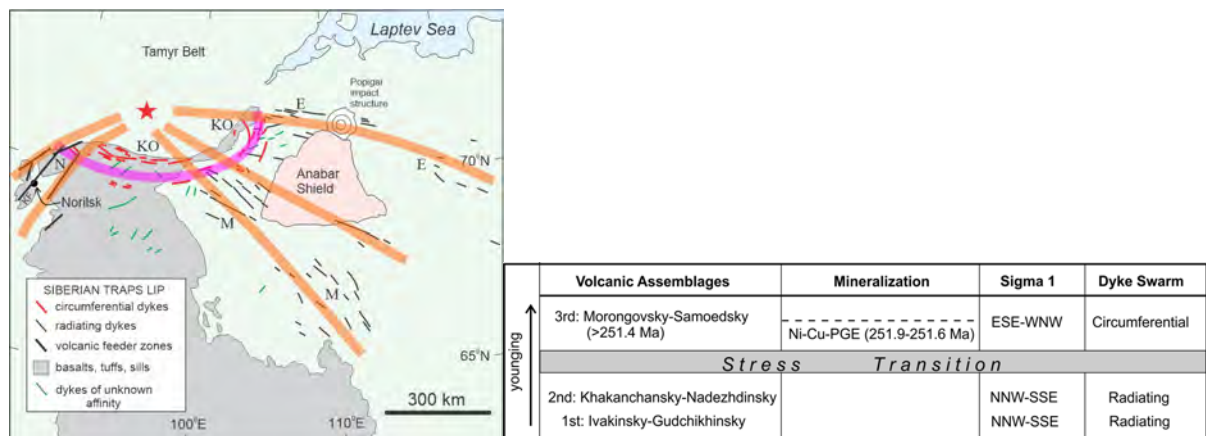 Laptev Sea
Tamyr Belt
Popigai
impact
structure
E
KO
KO
N
70°N
E
Anabar
Shield
Norilsk
M
M
SIBERIAN TRAPS LIP
circumferential dykes
radiating dykes
volcanic feeder zones
basalts, tuffs, sills
dykes of unknown
affinity
65°N
300 km
100°E
110°E
younging
Volcanic Assemblages Mineralization Sigma 1 Dyke Swarm
3rd: Morongovsky-Samoedsky
(>251.4 Ma)
Ni-Cu-PGE (251.9-251.6 Ma)
ESE-WNW Circumferential
Stress Transition
2nd: Khakanchansky-Nadezhdinsky NNW-SSE Radiating
1st: Ivakinsky-Gudchikhinsky NNW-SSE Radiating